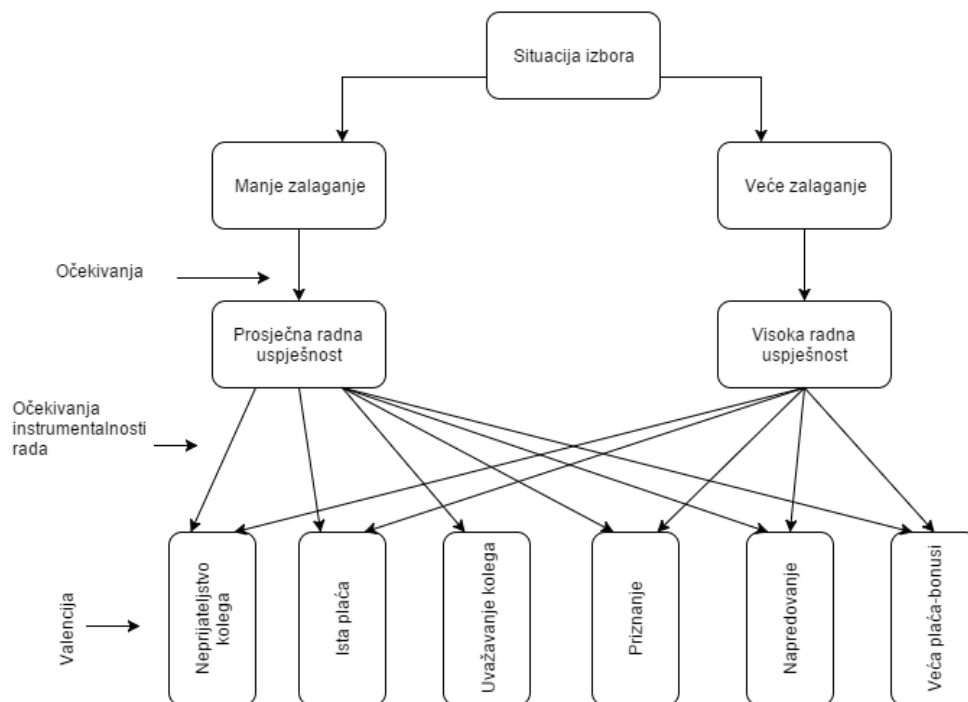 Situacija izbora
Manje zalaganje
Veće zalaganje
Očekivanja
Prosječna radna
uspješnost
Visoka radna
uspješnost
Očekivanja
instrumentalnosti
rada
Valencija
Neprijateljstvo
kolega
Ista plaća
Uvažavanje kolega
Priznanje
Napredovanje
Veća plaća-bonusi